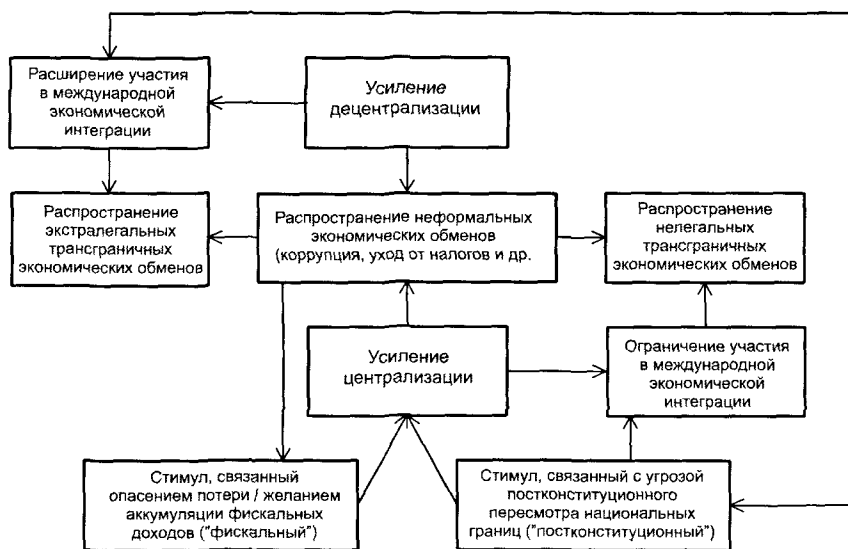 Расширение участия
в международной
экономической
интеграции
Усиление
децентрализации
Распространение
экстралегальных
трансграничных
экономических обменов
Распространение неформальных
экономических обменов
(коррупция, уход от налогов и др.
Распространение
нелегальных
трансграничных
экономических обменов
Усиление
централизации
Ограничение участия
в международной
экономической
интеграции
Стимул, связанный
опасением потери / желанием
аккумуляции фискальных
доходов ("фискальный")
Стимул, связанный с угрозой
постконституционного
пересмотра национальных
границ ("постконституционный")